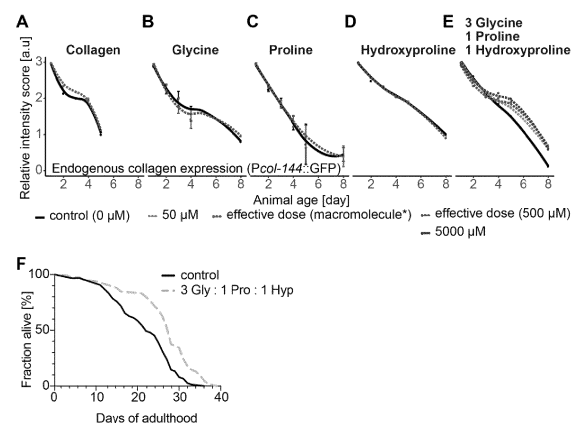 A B C D E 3 Glycine
1 Proline
Collagen Glycine Proline Hydroxyproline 1 Hydroxyproline
Relative intensity score [a.u]
3
2
1
0
Endogenous collagen expression (Pcol-144::GFP)
2 4 6 8 2 4 6 8 2 4 6 8 2 4 6 8 2 4 6 8
Animal age [day]
control (0 µM) 50 µM effective dose (macromolecule*) effective dose (500 µM)
5000 µM
F
Fraction alive [%]
100
50
0
control
3 Gly : 1 Pro : 1 Hyp
0 10 20 30 40
Days of adulthood